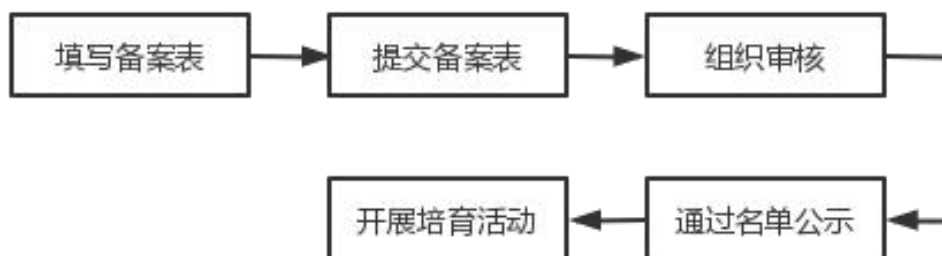 填写备案表
提交备案表
组织审核
通过名单公示
开展培育活动